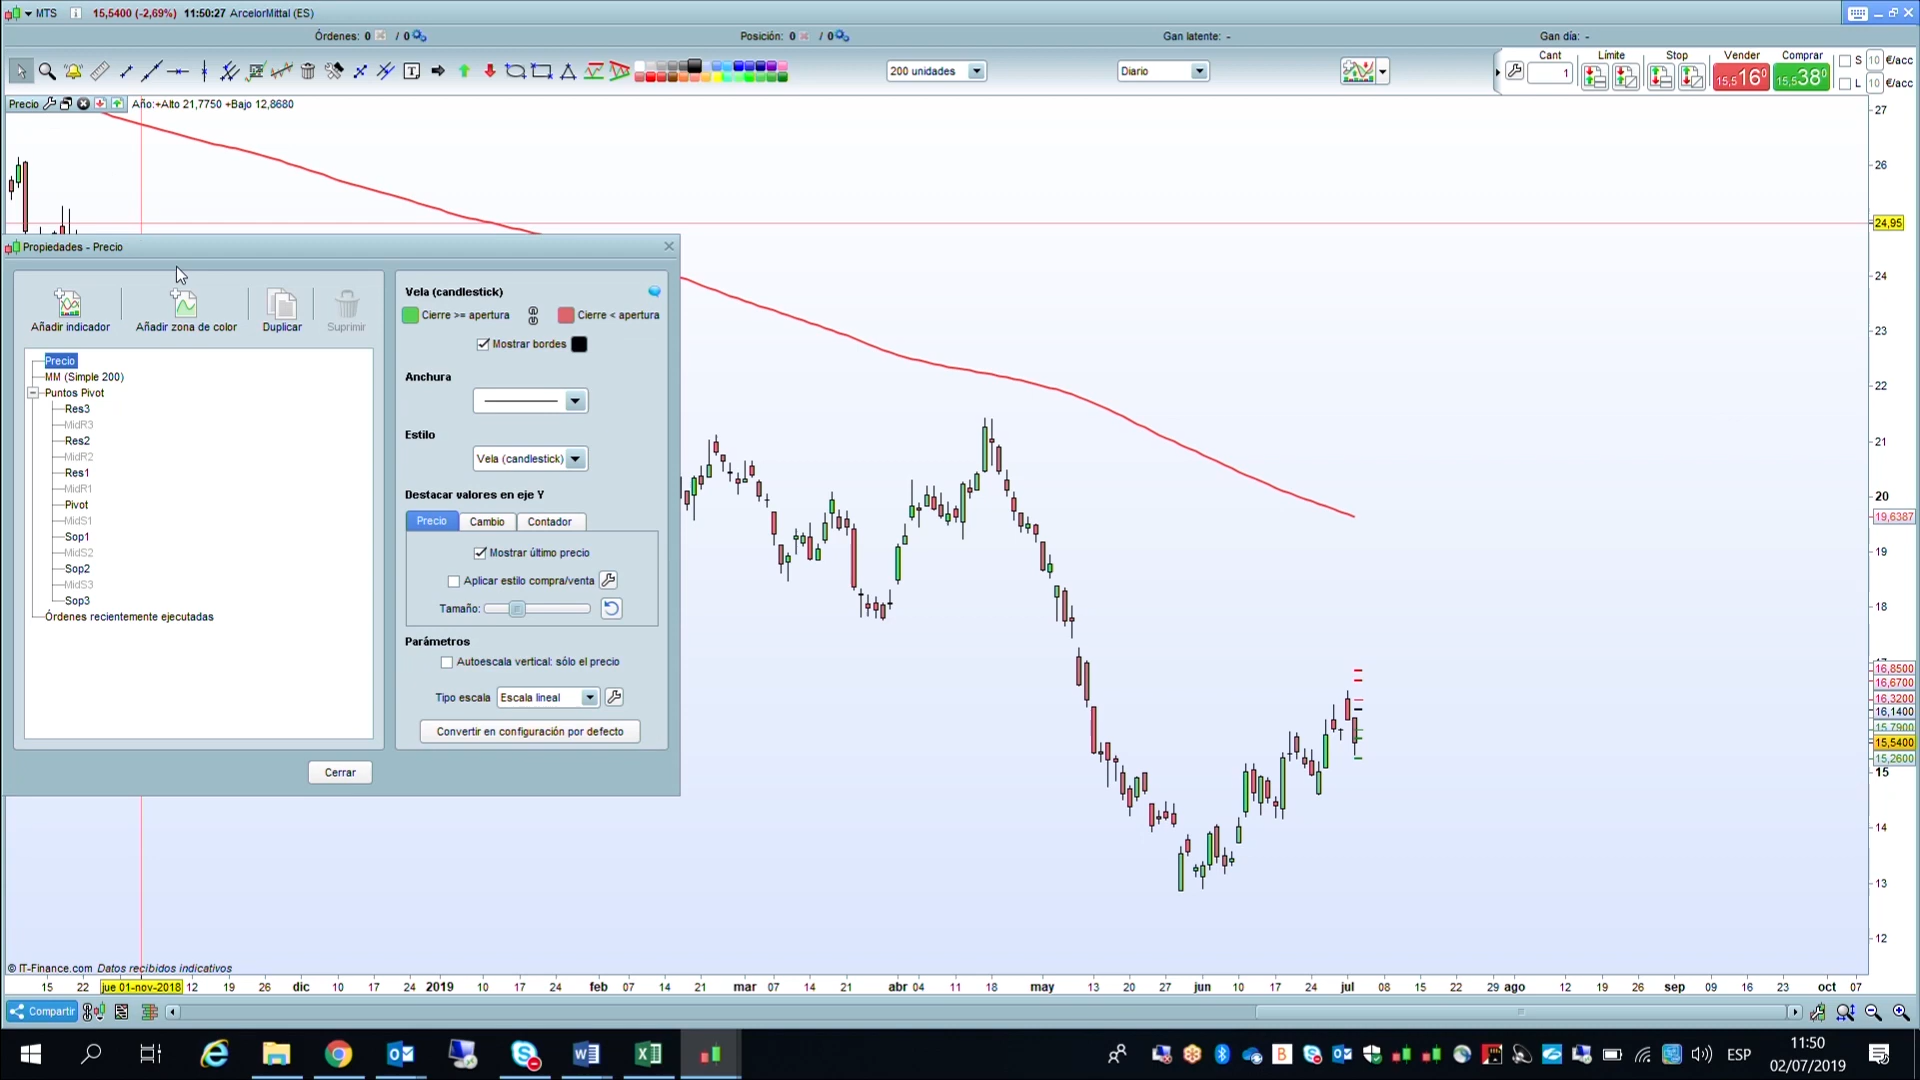 MTS 15,5400 (-2,69%) 11:50:27 ArcelorMittal (ES)
Órdenes: 0 / 0 Posición: 0 / 0 Gan latente: - Gan día: -
200 unidades Diario
Cant Límite Stop Vender Comprar
1 15,516⁰ 15,538⁰
S 10 €/acc
L 10 €/acc
Precio Año:+Alto 21,7750 +Bajo 12,8680
27
26
24,95
24
23
22
21
20
19,6387
19
18
16,8500
16,6700
16,3200
16,1400
15,7900
15,5400
15,2600
15
14
13
12
Propiedades - Precio
Añadir indicador
Añadir zona de color
Duplicar
Suprimir
Precio
MM (Simple 200)
Puntos Pivot
Res3
MidR3
Res2
MidR2
Res1
MidR1
Pivot
MidS1
Sop1
MidS2
Sop2
MidS3
Sop3
Órdenes recientemente ejecutadas
Vela (candlestick)
Cierre >= apertura Cierre < apertura
Mostrar bordes
Anchura
Estilo
Vela (candlestick)
Destacar valores en eje Y
Precio Cambio Contador
Mostrar último precio
Aplicar estilo compra/venta
Tamaño:
Parámetros
Autoescala vertical: sólo el precio
Tipo escala Escala lineal
Convertir en configuración por defecto
Cerrar
© IT-Finance.com Datos recibidos indicativos
15 22 jue 01-nov-2018 12 19 26 dic 10 17 24 2019 10 17 24 feb 07 14 21 mar 07 14 21 abr 04 11 18 may 13 20 27 jun 10 17 24 jul 08 15 22 29 ago 12 19 26 sep 09 16 23 oct 07
Compartir
ESP
11:50
02/07/2019